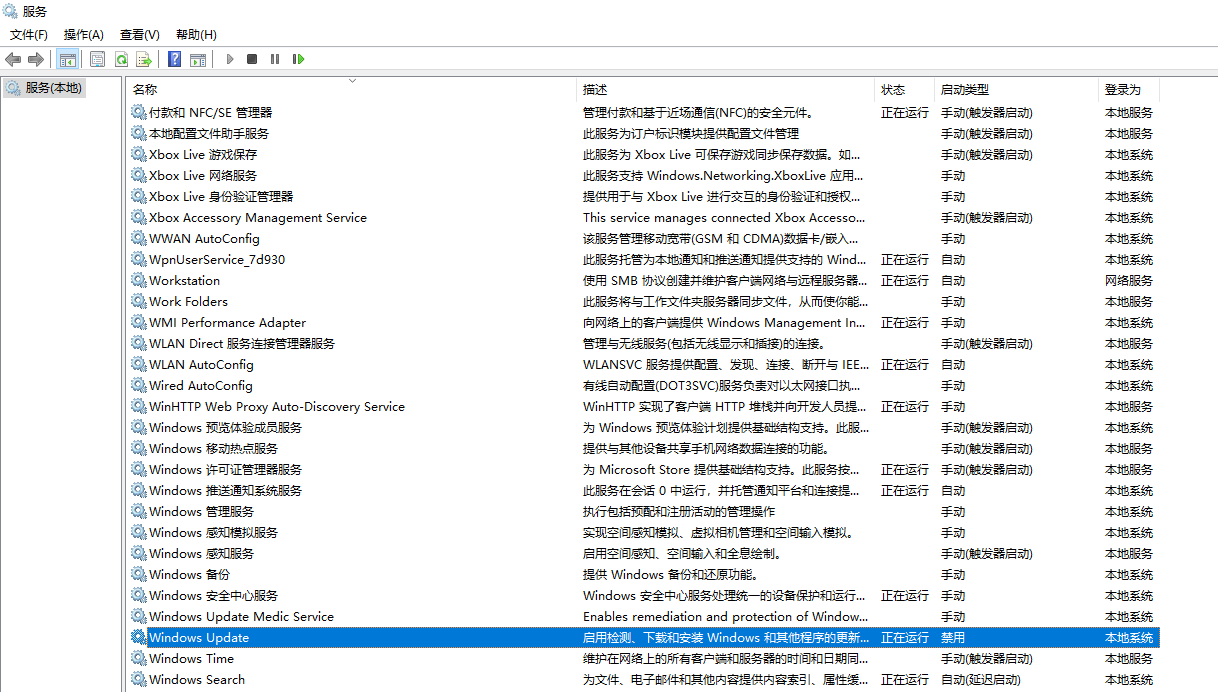 服务
文件(F) 操作(A) 查看(V) 帮助(H)
服务(本地)
名称 描述 状态 启动类型 登录为
付款和 NFC/SE 管理器 管理付款和基于近场通信(NFC)的安全元件。 正在运行 手动(触发器启动) 本地服务
本地配置文件助手服务 此服务为订户标识模块提供配置文件管理 手动(触发器启动) 本地服务
Xbox Live 游戏保存 此服务为 Xbox Live 可保存游戏同步保存数据。如... 手动(触发器启动) 本地系统
Xbox Live 网络服务 此服务支持 Windows.Networking.XboxLive 应用... 手动 本地系统
Xbox Live 身份验证管理器 提供用于与 Xbox Live 进行交互的身份验证和授权... 手动 本地系统
Xbox Accessory Management Service This service manages connected Xbox Accesso... 手动(触发器启动) 本地系统
WWAN AutoConfig 该服务管理移动宽带(GSM 和 CDMA)数据卡/嵌入... 手动 本地系统
WpnUserService_7d930 此服务托管为本地通知和推送通知提供支持的 Wind... 正在运行 自动 本地系统
Workstation 使用 SMB 协议创建并维护客户端网络与远程服务器... 正在运行 自动 网络服务
Work Folders 此服务将与工作文件夹服务器同步文件，从而使你能... 手动 本地服务
WMI Performance Adapter 向网络上的客户端提供 Windows Management In... 正在运行 手动 本地系统
WLAN Direct 服务连接管理器服务 管理与无线服务(包括无线显示和插接)的连接。 手动(触发器启动) 本地服务
WLAN AutoConfig WLANSVC 服务提供配置、发现、连接、断开与 IEE... 正在运行 自动 本地系统
Wired AutoConfig 有线自动配置(DOT3SVC)服务负责对以太网接口执... 手动 本地系统
WinHTTP Web Proxy Auto-Discovery Service WinHTTP 实现了客户端 HTTP 堆栈并向开发人员提... 正在运行 手动 本地服务
Windows 预览体验成员服务 为 Windows 预览体验计划提供基础结构支持。此服... 手动(触发器启动) 本地系统
Windows 移动热点服务 提供与其他设备共享手机网络数据连接的功能。 手动(触发器启动) 本地服务
Windows 许可证管理器服务 为 Microsoft Store 提供基础结构支持。此服务按... 正在运行 手动(触发器启动) 本地服务
Windows 推送通知系统服务 此服务在会话 0 中运行，并托管通知平台和连接提... 正在运行 自动 本地系统
Windows 管理服务 执行包括预配和注册活动的管理操作 手动 本地系统
Windows 感知模拟服务 实现空间感知模拟、虚拟相机管理和空间输入模拟。 手动 本地系统
Windows 感知服务 启用空间感知、空间输入和全息绘制。 手动(触发器启动) 本地服务
Windows 备份 提供 Windows 备份和还原功能。 手动 本地系统
Windows 安全中心服务 Windows 安全中心服务处理统一的设备保护和运行... 正在运行 手动 本地系统
Windows Update Medic Service Enables remediation and protection of Window... 手动 本地系统
Windows Update 启用检测、下载和安装 Windows 和其他程序的更新... 正在运行 禁用 本地系统
Windows Time 维护在网络上的所有客户端和服务器的时间和日期同... 手动(触发器启动) 本地服务
Windows Search 为文件、电子邮件和其他内容提供内容索引、属性缓... 正在运行 自动(延迟启动) 本地系统